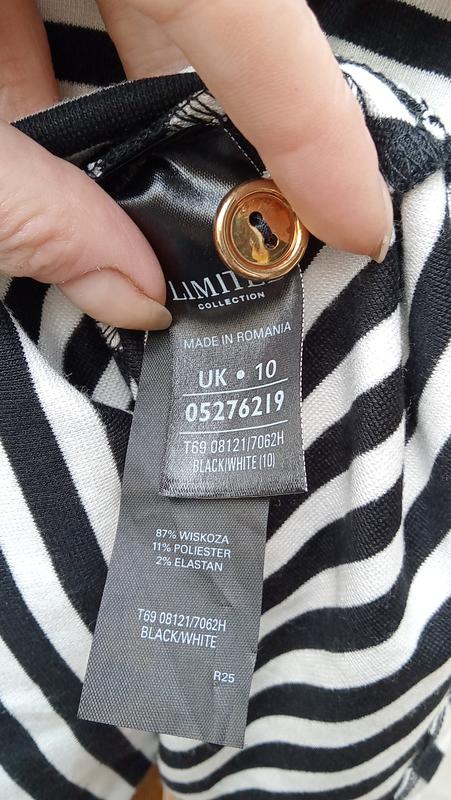 COLLECTION
MADE IN ROMANIA
UK • 10
05276219
T69 08121/7062H
BLACK/WHITE (10)
87% WISKOZA
11% POLIESTER
2% ELASTAN
T69 08121/7062H
BLACK/WHITE
R25